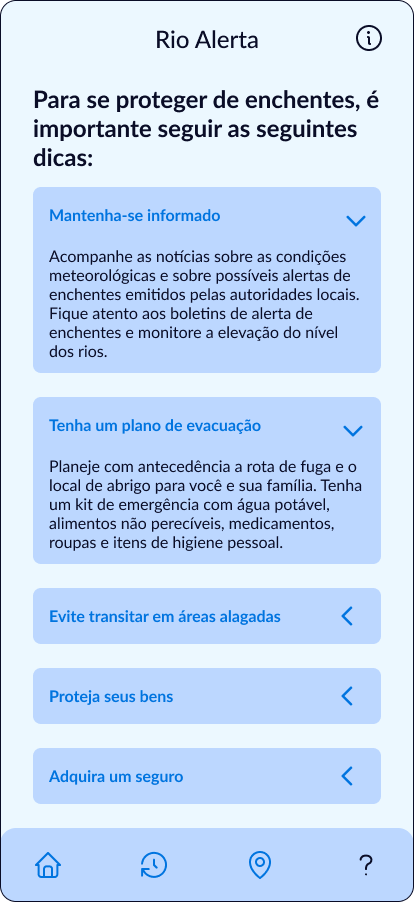 Rio Alerta
Para se proteger de enchentes, é
importante seguir as seguintes
dicas:
Mantenha-se informado
Acompanhe as notícias sobre as condições
meteorológicas e sobre possíveis alertas de
enchentes emitidos pelas autoridades locais.
Fique atento aos boletins de alerta de
enchentes e monitore a elevação do nível
dos rios.
Tenha um plano de evacuação
Planeje com antecedência a rota de fuga e o
local de abrigo para você e sua família. Tenha
um kit de emergência com água potável,
alimentos não perecíveis, medicamentos,
roupas e itens de higiene pessoal.
Evite transitar em áreas alagadas
Proteja seus bens
Adquira um seguro
?